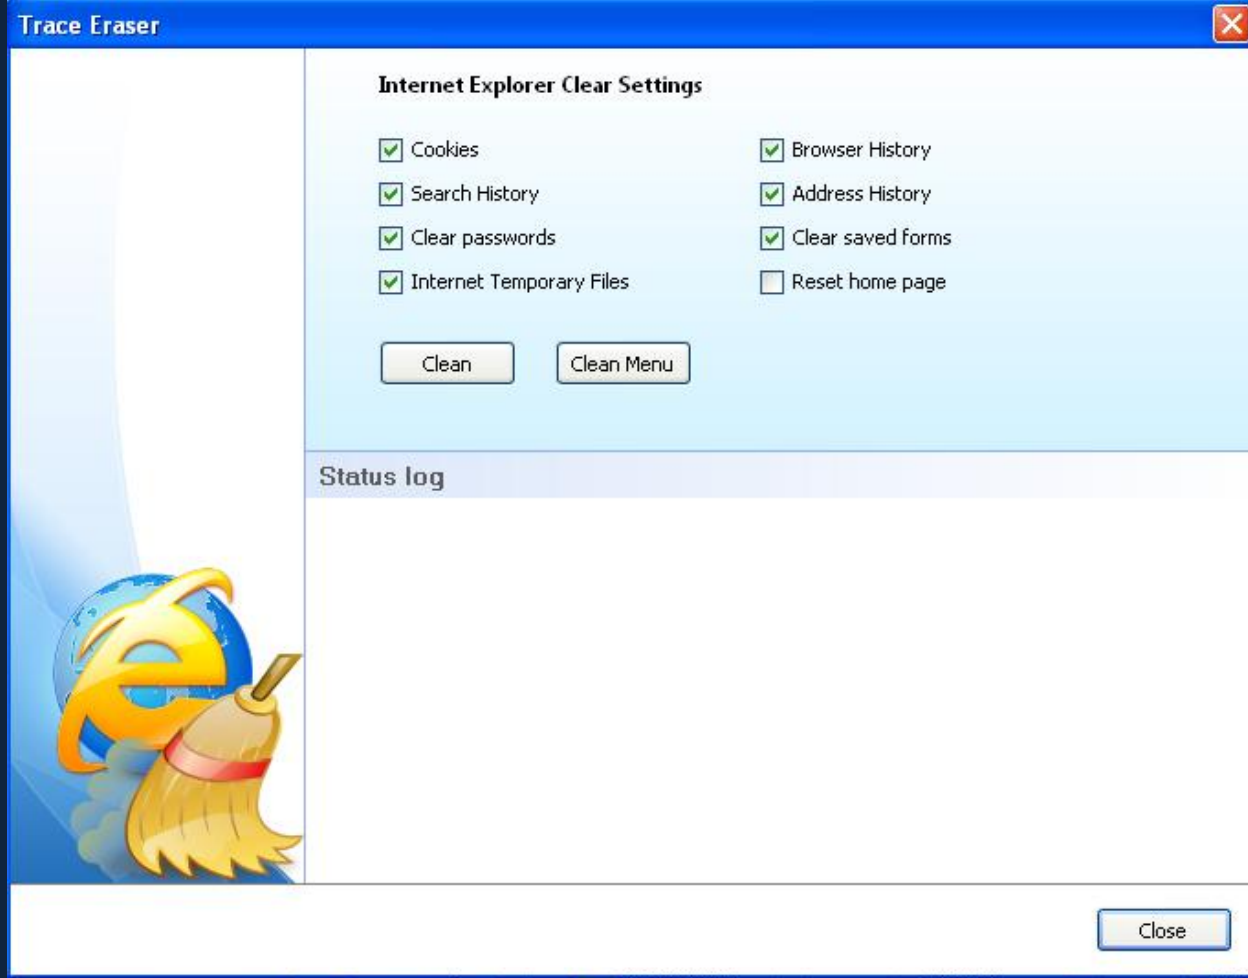 Trace Eraser
Internet Explorer Clear Settings
Cookies
Browser History
Search History
Address History
Clear passwords
Clear saved forms
Internet Temporary Files
Reset home page
Clean
Clean Menu
Status log
Close